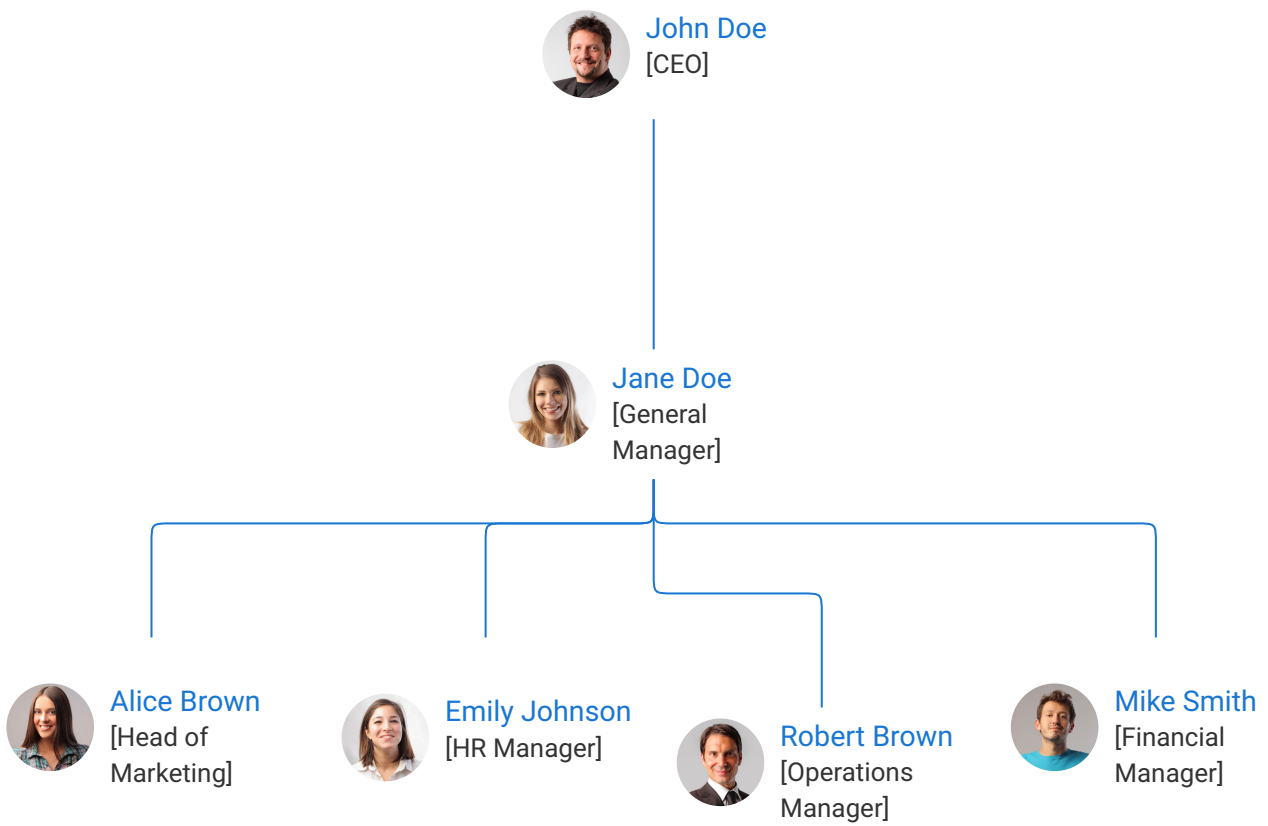 John Doe
[CEO]
Jane Doe
[General
Manager]
Alice Brown
[Head of
Marketing]
Emily Johnson
[HR Manager]
Robert Brown
[Operations
Manager]
Mike Smith
[Financial
Manager]